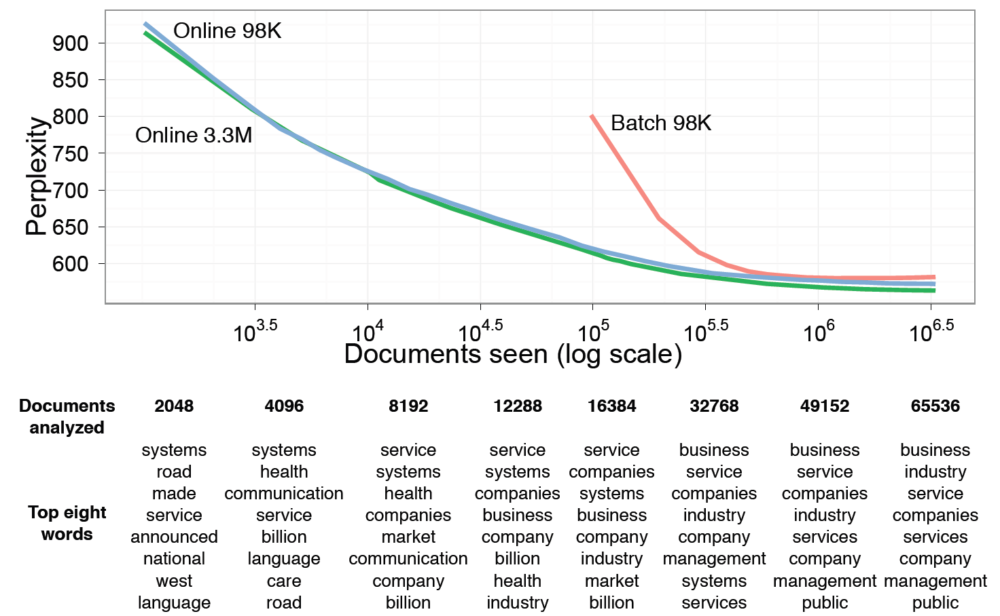 Online 98K
900
850
800
Batch 98K
Online 3.3M
750
700
650
600
Perplexity
10^3.5 10^4 10^4.5 10^5 10^5.5 10^6 10^6.5
Documents seen (log scale)
Documents analyzed 2048 4096 8192 12288 16384 32768 49152 65536
systems systems service service service business business business
road health systems systems companies service service industry
made communication health companies systems companies companies service
Top eight words
service service companies business business industry industry companies
announced billion market company company company services services
national language communication billion industry management company company
west care company health market systems management management
language road billion industry billion services public public